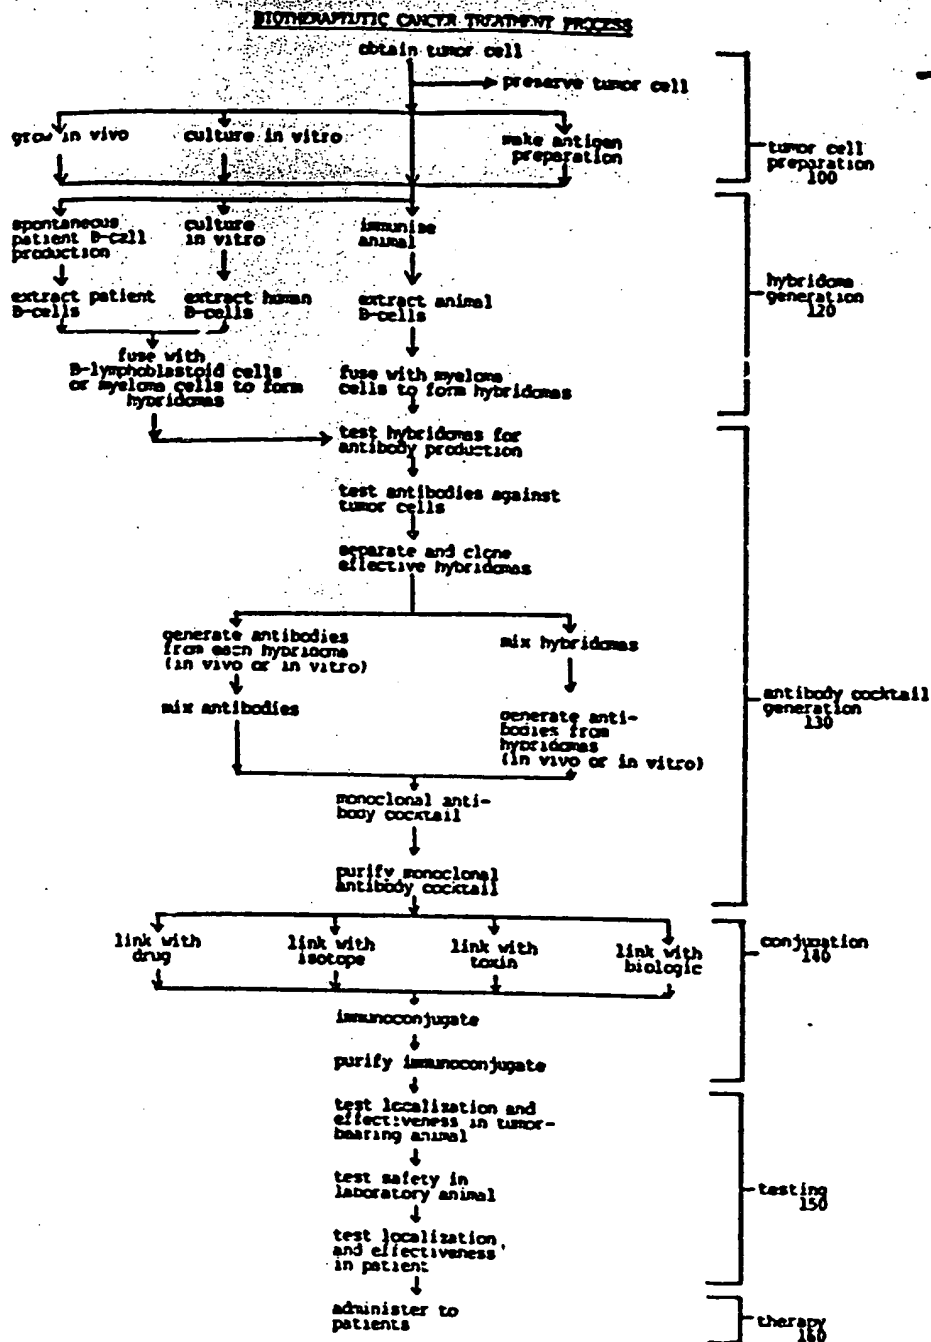 BIOTHERAPEUTIC CANCER TREATMENT PROCESS
obtain tumor cell
preserve tumor cell
grow in vivo
culture in vitro
make antigen
preparation
tumor cell
preparation
100
spontaneous
patient B-cell
production
culture
in vitro
immunize
animal
extract patient
B-cells
extract human
B-cells
extract animal
B-cells
hybridoma
generation
120
fuse with
B-lymphoblastoid cells
or myeloma cells to form
hybridomas
fuse with myeloma
cells to form hybridomas
test hybridomas for
antibody production
test antibodies against
tumor cells
separate and clone
effective hybridomas
generate antibodies
from each hybridoma
(in vivo or in vitro)
mix hybridomas
mix antibodies
generate anti-
bodies from
hybridomas
(in vivo or in vitro)
antibody cocktail
generation
130
monoclonal anti-
body cocktail
purify monoclonal
antibody cocktail
link with
drug
link with
isotope
link with
toxin
link with
biologic
conjugation
140
immunoconjugate
purify immunoconjugate
test localization and
effectiveness in tumor-
bearing animal
test safety in
laboratory animal
test localization
and effectiveness
in patient
testing
150
administer to
patients
therapy
160